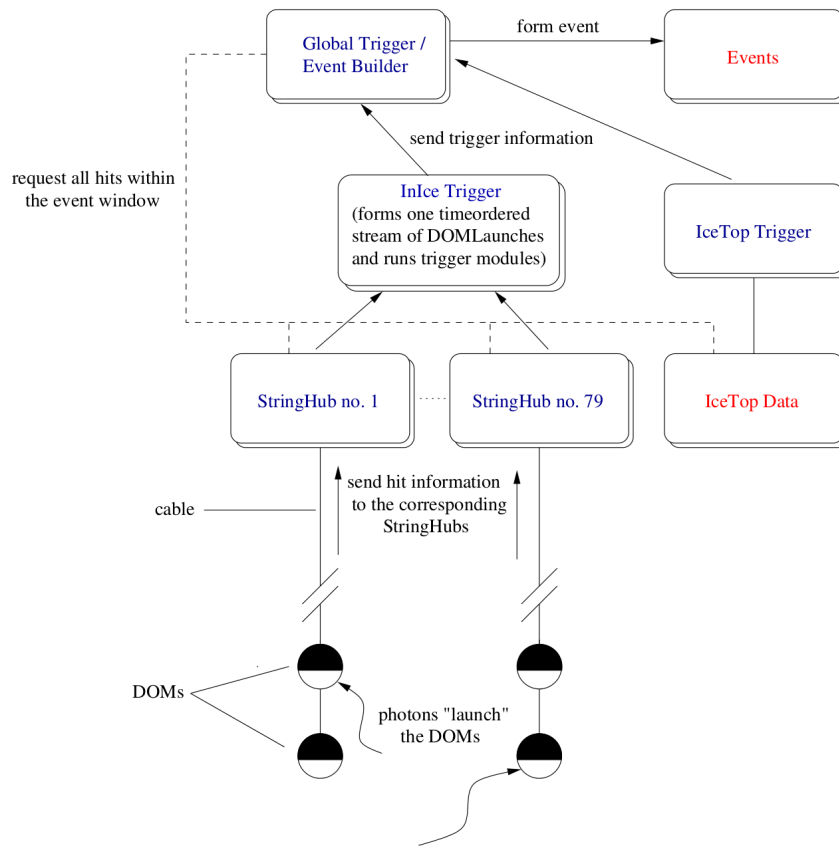 form event
Global Trigger /
Event Builder
Events
send trigger information
request all hits within
the event window
InIce Trigger
(forms one timeordered
stream of DOMLaunches
and runs trigger modules)
IceTop Trigger
StringHub no. 1
StringHub no. 79
IceTop Data
send hit information
to the corresponding
StringHubs
cable
DOMs
photons "launch"
the DOMs